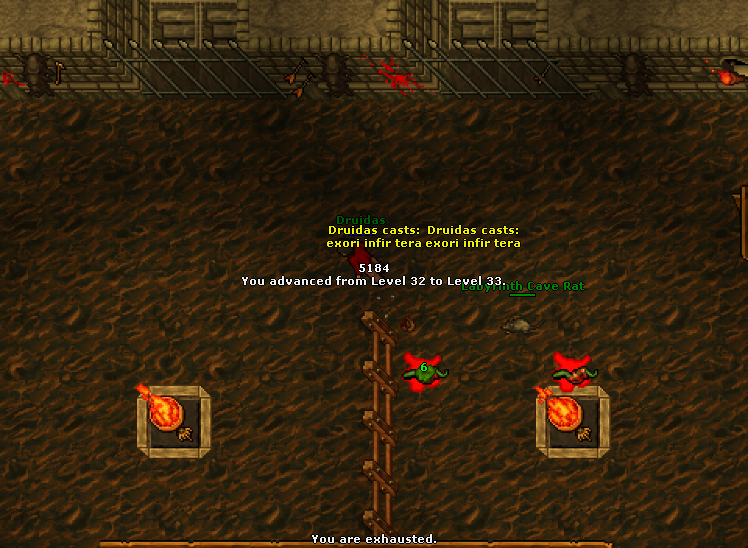 Druidas
Druidas casts: Druidas casts:
exori infir tera exori infir tera
5184
You advanced from Level 32 to Level 33.
Labyrinth Cave Rat
6
You are exhausted.